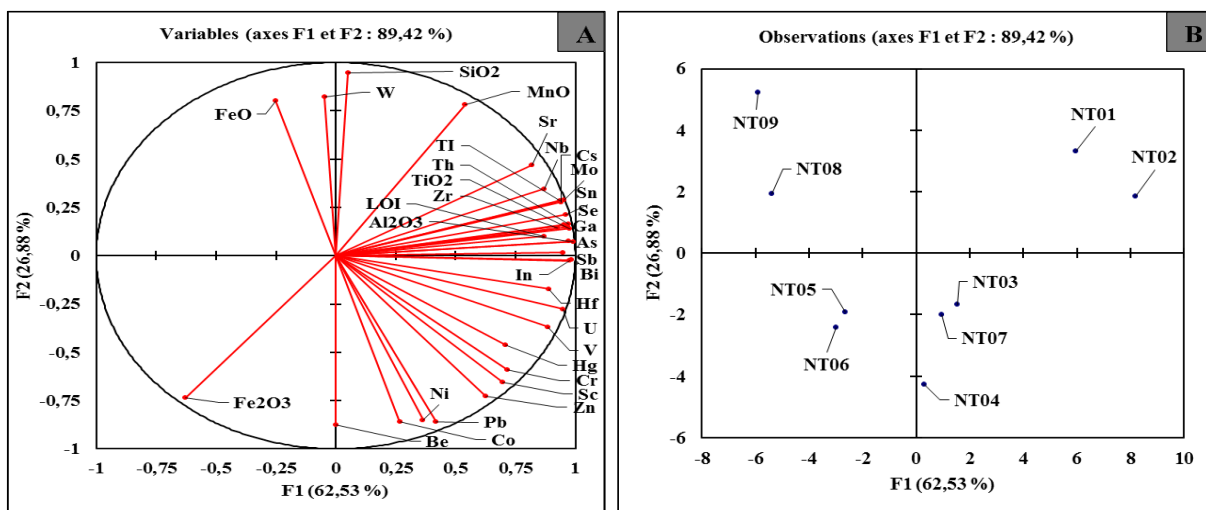 Variables (axes F1 et F2 : 89,42 %)
A
F2 (26,88 %)
1
0,75
0,5
0,25
0
-0,25
-0,5
-0,75
-1
SiO2
W
FeO
MnO
Sr
TI
Nb
Cs
Th
Mo
TiO2
Sn
Zr
Se
LOI
Ga
Al2O3
As
Sb
In
Bi
Hf
U
V
Hg
Cr
Sc
Ni
Zn
Fe2O3
Pb
Be
Co
-1
-0,75
-0,5
-0,25
0
0,25
0,5
0,75
1
F1 (62,53 %)
Observations (axes F1 et F2 : 89,42 %)
B
F2 (26,88 %)
6
4
2
0
-2
-4
-6
NT09
NT01
NT08
NT02
NT05
NT03
NT06
NT07
NT04
-8
-6
-4
-2
0
2
4
6
8
10
F1 (62,53 %)